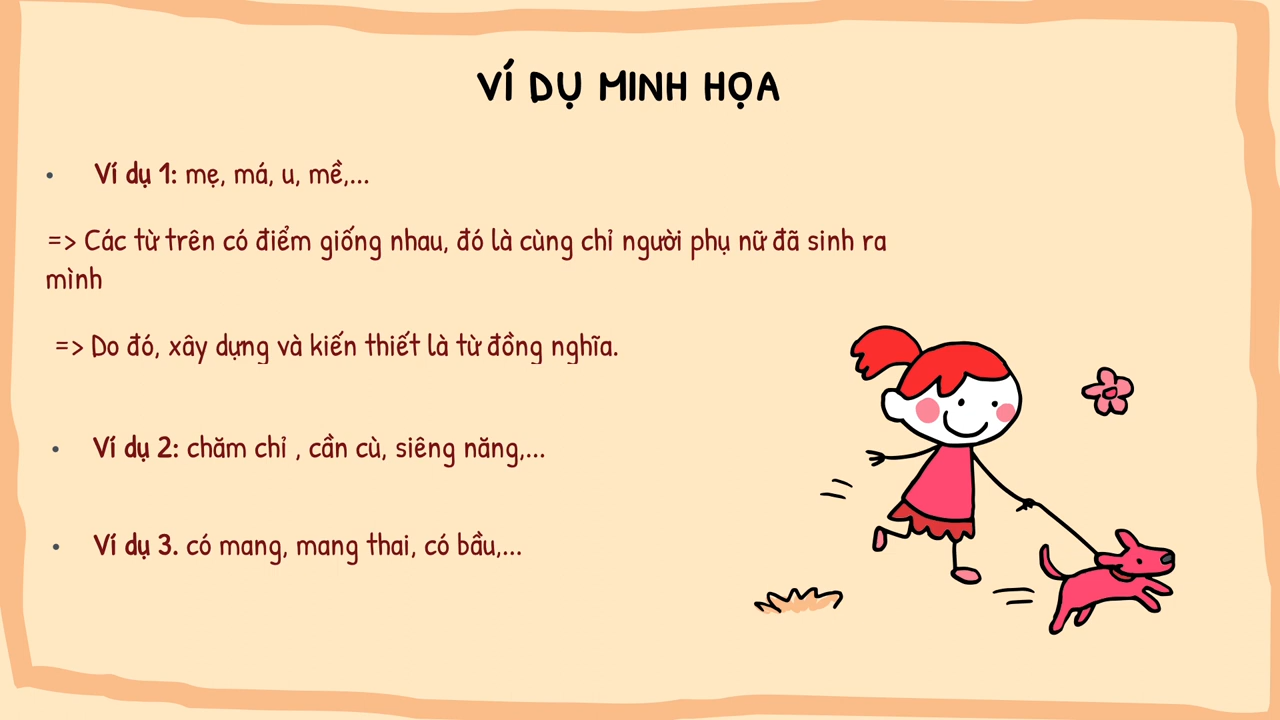 VÍ DỤ MINH HỌA
• Ví dụ 1: mẹ, má, u, mề,...
=> Các từ trên có điểm giống nhau, đó là cùng chỉ người phụ nữ đã sinh ra
mình
=> Do đó, xây dựng và kiến thiết là từ đồng nghĩa.
• Ví dụ 2: chăm chỉ , cần cù, siêng năng,...
• Ví dụ 3. có mang, mang thai, có bầu,...